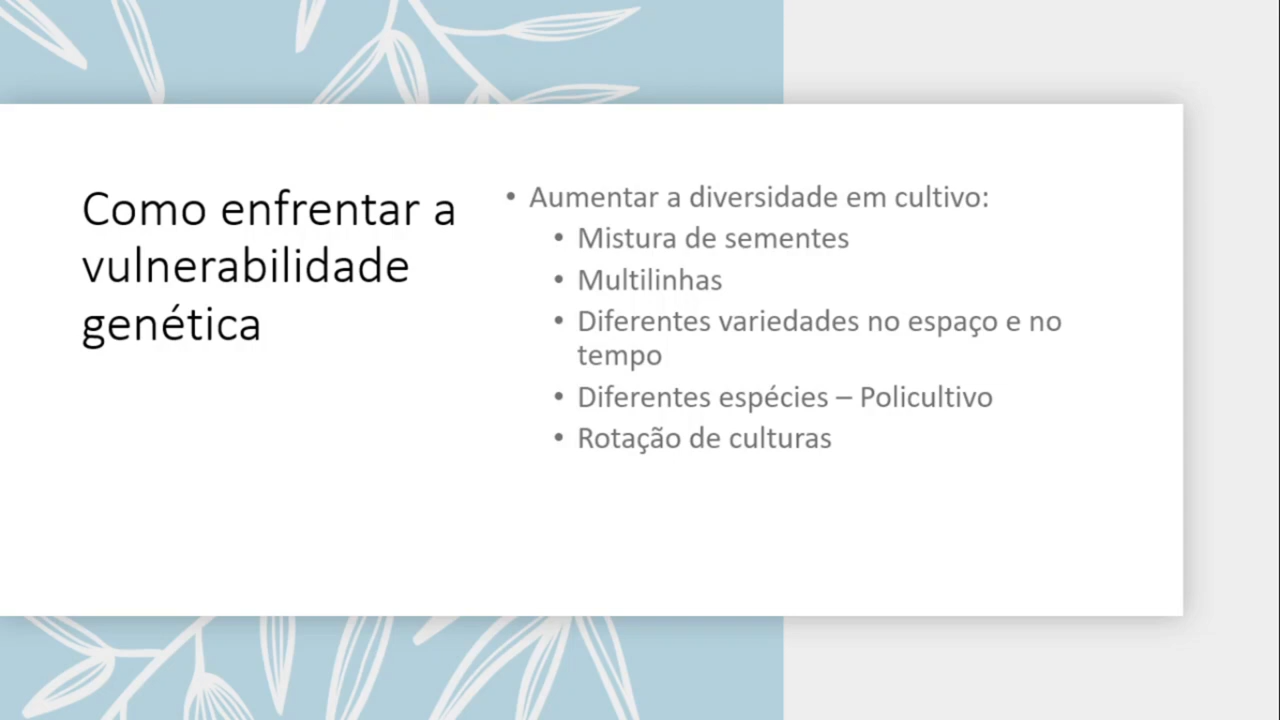 Como enfrentar a
vulnerabilidade
genética
• Aumentar a diversidade em cultivo:
• Mistura de sementes
• Multilinhas
• Diferentes variedades no espaço e no
tempo
• Diferentes espécies – Policultivo
• Rotação de culturas